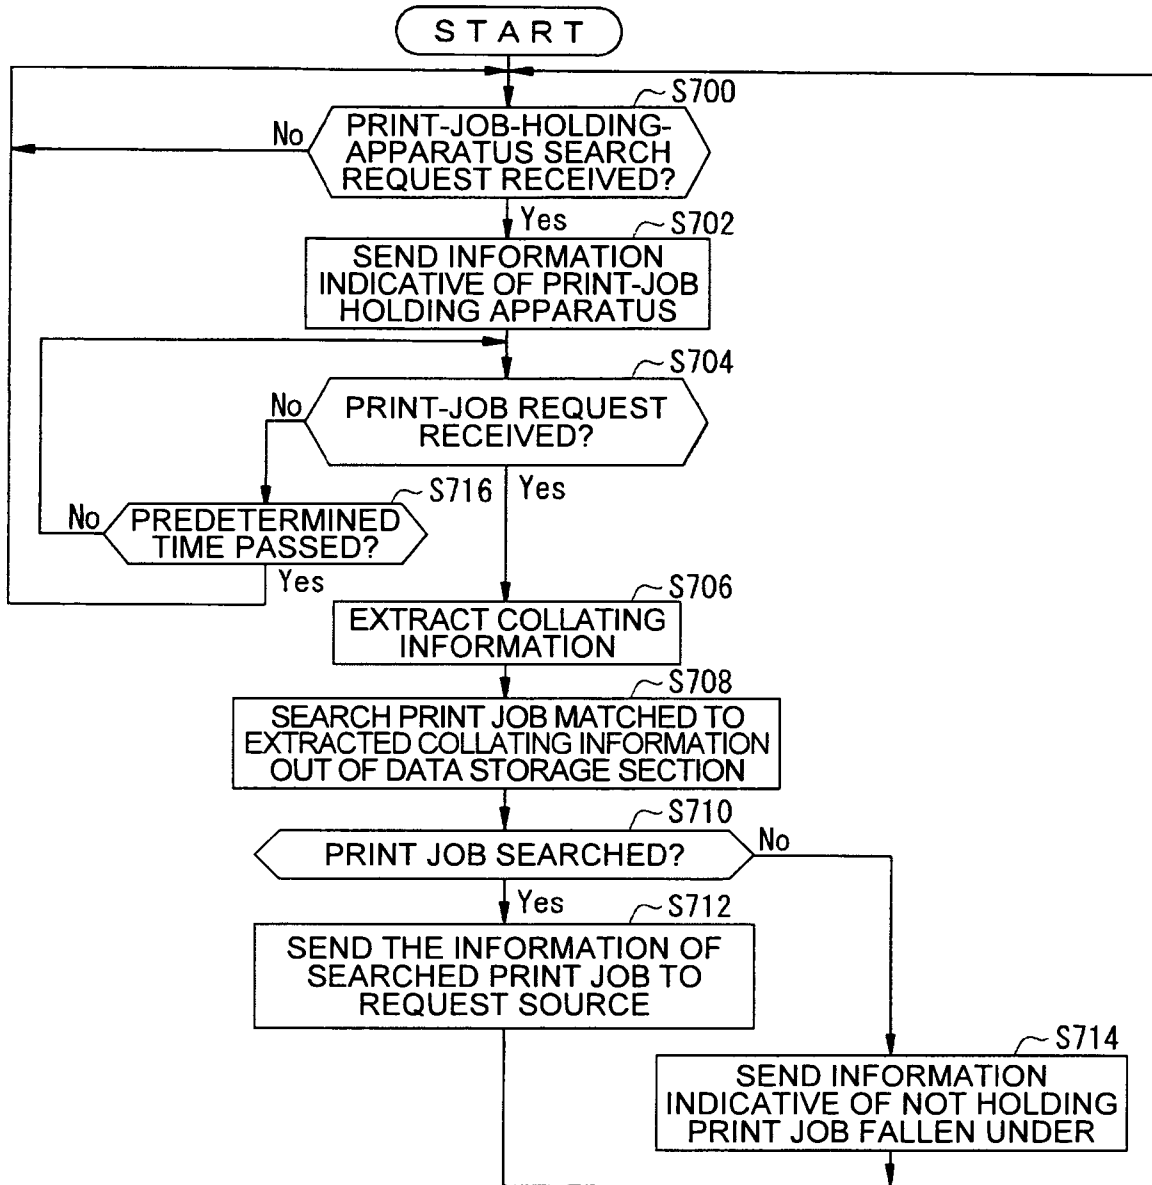 START
S700
PRINT-JOB-HOLDING-
APPARATUS SEARCH
REQUEST RECEIVED?
No
Yes
S702
SEND INFORMATION
INDICATIVE OF PRINT-JOB
HOLDING APPARATUS
S704
PRINT-JOB REQUEST
RECEIVED?
No
Yes
S716
PREDETERMINED
TIME PASSED?
No
Yes
S706
EXTRACT COLLATING
INFORMATION
S708
SEARCH PRINT JOB MATCHED TO
EXTRACTED COLLATING INFORMATION
OUT OF DATA STORAGE SECTION
S710
PRINT JOB SEARCHED?
No
Yes
S712
SEND THE INFORMATION OF
SEARCHED PRINT JOB TO
REQUEST SOURCE
S714
SEND INFORMATION
INDICATIVE OF NOT HOLDING
PRINT JOB FALLEN UNDER